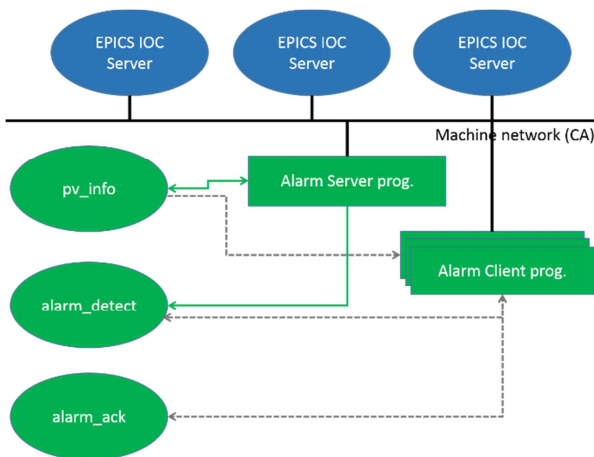 EPICS IOC
Server
EPICS IOC
Server
EPICS IOC
Server
Machine network (CA)
pv_info
Alarm Server prog.
Alarm Client prog.
alarm_detect
alarm_ack